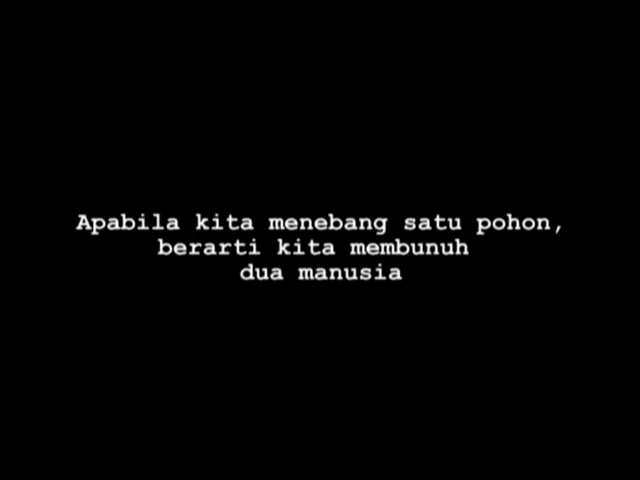 Apabila kita menebang satu pohon,
berarti kita membunuh
dua manusia